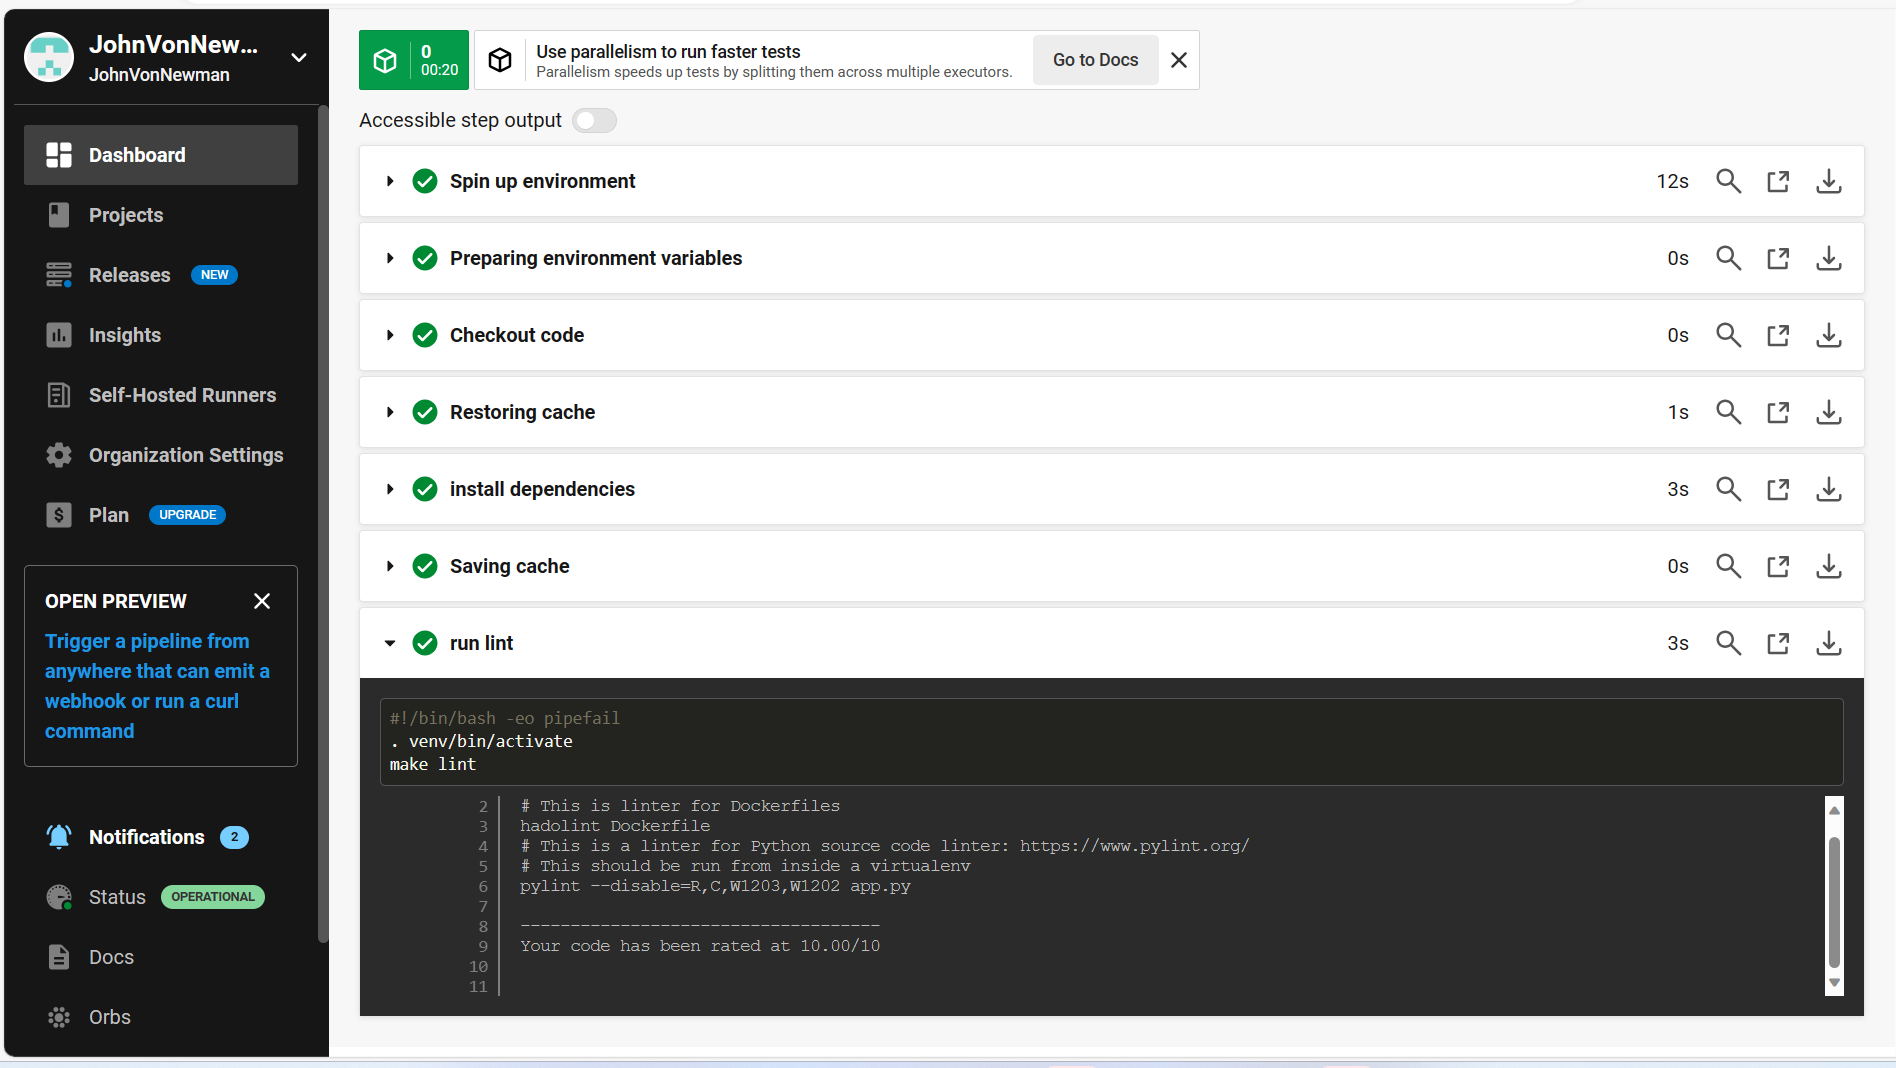 JohnVonNew...
JohnVonNewman
Dashboard
Projects
Releases NEW
Insights
Self-Hosted Runners
Organization Settings
$ Plan UPGRADE
OPEN PREVIEW
Trigger a pipeline from
anywhere that can emit a
webhook or run a curl
command
Notifications 2
Status OPERATIONAL
Docs
Orbs
0
00:20
Use parallelism to run faster tests
Parallelism speeds up tests by splitting them across multiple executors.
Go to Docs
Accessible step output
Spin up environment 12s
Preparing environment variables 0s
Checkout code 0s
Restoring cache 1s
install dependencies 3s
Saving cache 0s
run lint 3s
#!/bin/bash -eo pipefail
. venv/bin/activate
make lint
2 # This is linter for Dockerfiles
3 hadolint Dockerfile
4 # This is a linter for Python source code linter: https://www.pylint.org/
5 # This should be run from inside a virtualenv
6 pylint --disable=R,C,W1203,W1202 app.py
7
8 ------------------------------------
9 Your code has been rated at 10.00/10
10
11